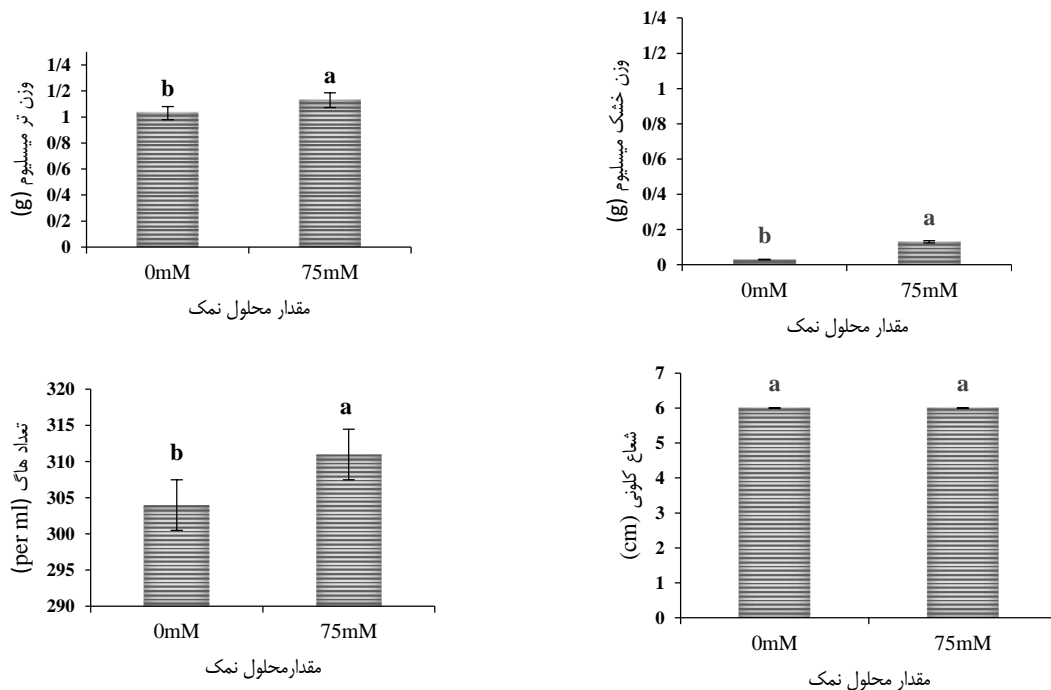 وزن تر میسلیوم (g)
1/4
1/2
1
0/8
0/6
0/4
0/2
0
b
a
0mM
75mM
مقدار محلول نمک
وزن خشک میسلیوم (g)
1/4
1/2
1
0/8
0/6
0/4
0/2
0
b
a
0mM
75mM
مقدار محلول نمک
تعداد هاگ (per ml)
320
315
310
305
300
295
290
b
a
0mM
75mM
مقدارمحلول نمک
شعاع کلونی (cm)
7
6
5
4
3
2
1
0
a
a
0mM
75mM
مقدار محلول نمک